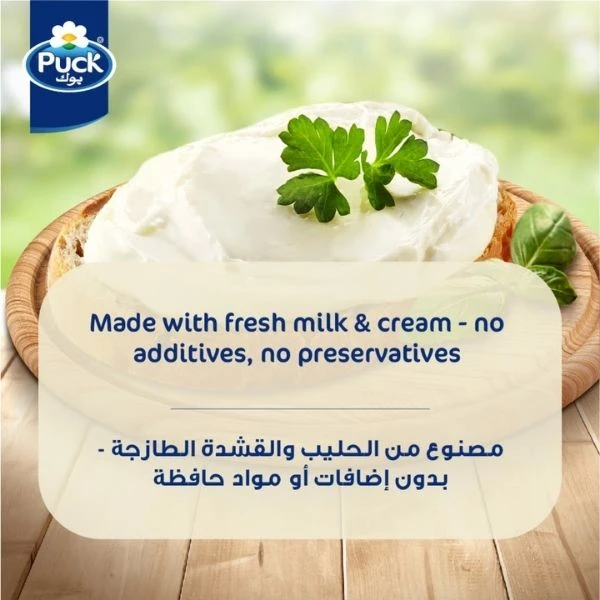 Puck
بوك
Made with fresh milk & cream - no
additives, no preservatives
مصنوع من الحليب والقشدة الطازجة -
بدون إضافات أو مواد حافظة